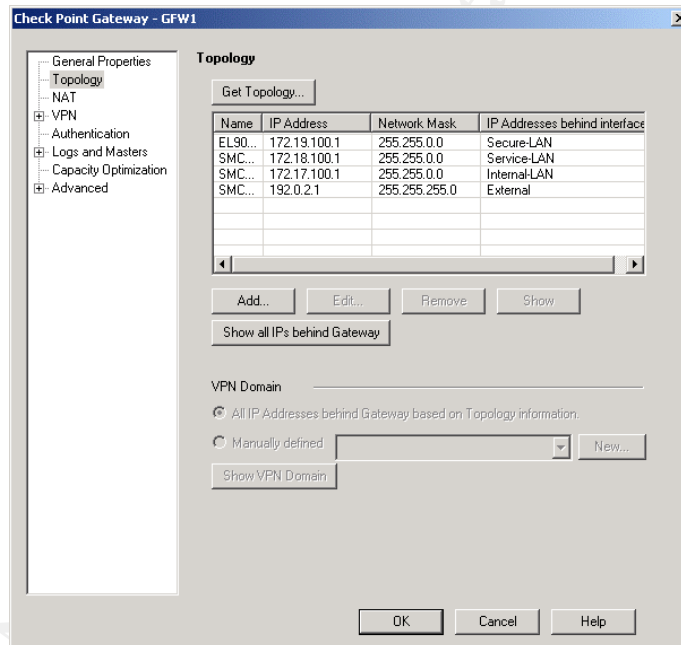 Check Point Gateway - GFW1
General Properties
Topology
NAT
VPN
Authentication
Logs and Masters
Capacity Optimization
Advanced
Topology
Get Topology...
Name IP Address Network Mask IP Addresses behind interface
EL90... 172.19.100.1 255.255.0.0 Secure-LAN
SMC... 172.18.100.1 255.255.0.0 Service-LAN
SMC... 172.17.100.1 255.255.0.0 Internal-LAN
SMC... 192.0.2.1 255.255.255.0 External
Add... Edit... Remove Show
Show all IPs behind Gateway
VPN Domain
All IP Addresses behind Gateway based on Topology information.
Manually defined New...
Show VPN Domain
OK Cancel Help